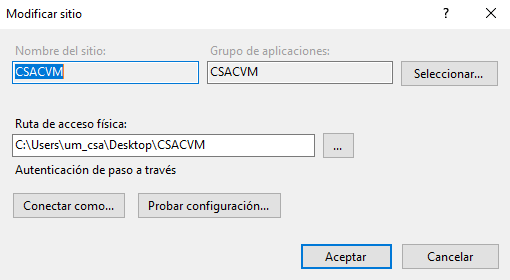 Modificar sitio
? 
Nombre del sitio:
Grupo de aplicaciones:
CSACVM
CSACVM
Seleccionar...
Ruta de acceso física:
C:\Users\um_csa\Desktop\CSACVM
...
Autenticación de paso a través
Conectar como...
Probar configuración...
Aceptar
Cancelar